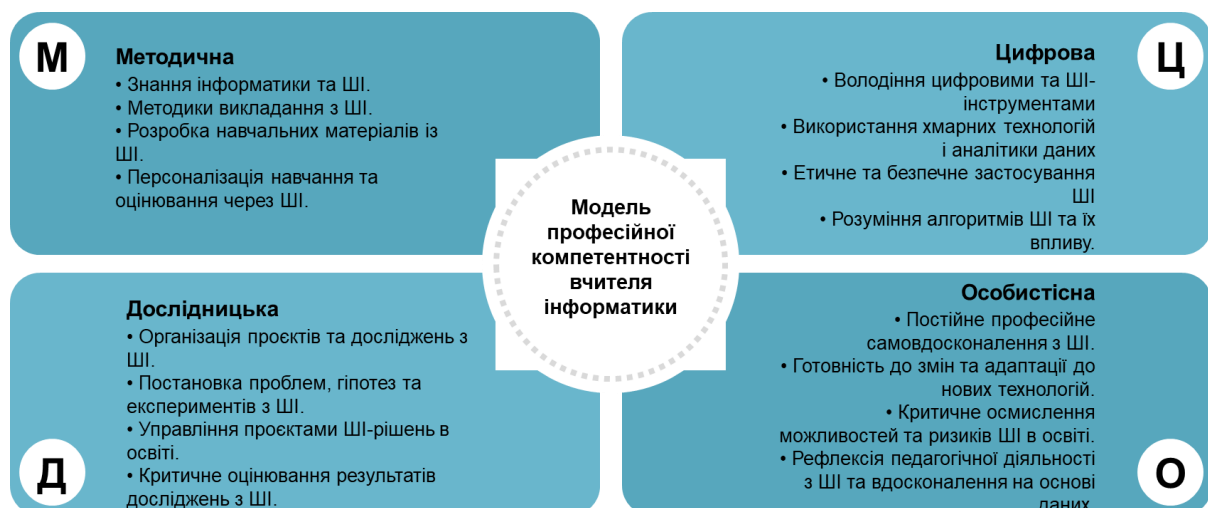 М
Методична
• Знання інформатики та ШІ.
• Методики викладання з ШІ.
• Розробка навчальних матеріалів із
ШІ.
• Персоналізація навчання та
оцінювання через ШІ.
Ц
Цифрова
• Володіння цифровими та ШІ-
інструментами
• Використання хмарних технологій
і аналітики даних
• Етичне та безпечне застосування
ШІ
• Розуміння алгоритмів ШІ та їх
впливу.
Модель
професійної
компетентності
вчителя
інформатики
Д
Дослідницька
• Організація проєктів та досліджень з
ШІ.
• Постановка проблем, гіпотез та
експериментів з ШІ.
• Управління проєктами ШІ-рішень в
освіті.
• Критичне оцінювання результатів
досліджень з ШІ.
О
Особистісна
• Постійне професійне
самовдосконалення з ШІ.
• Готовність до змін та адаптації до
нових технологій.
• Критичне осмислення
можливостей та ризиків ШІ в освіті.
• Рефлексія педагогічної діяльності
з ШІ та вдосконалення на основі
даних.